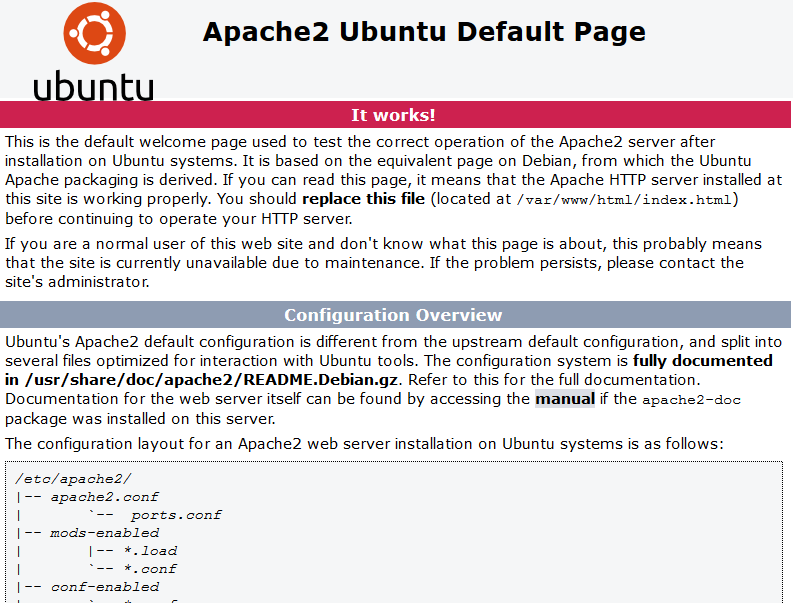 Apache2 Ubuntu Default Page
ubuntu
It works!
This is the default welcome page used to test the correct operation of the Apache2 server after
installation on Ubuntu systems. It is based on the equivalent page on Debian, from which the Ubuntu
Apache packaging is derived. If you can read this page, it means that the Apache HTTP server installed at
this site is working properly. You should replace this file (located at /var/www/html/index.html)
before continuing to operate your HTTP server.
If you are a normal user of this web site and don't know what this page is about, this probably means
that the site is currently unavailable due to maintenance. If the problem persists, please contact the
site's administrator.
Configuration Overview
Ubuntu's Apache2 default configuration is different from the upstream default configuration, and split into
several files optimized for interaction with Ubuntu tools. The configuration system is fully documented
in /usr/share/doc/apache2/README.Debian.gz. Refer to this for the full documentation.
Documentation for the web server itself can be found by accessing the manual if the apache2-doc
package was installed on this server.
The configuration layout for an Apache2 web server installation on Ubuntu systems is as follows:
/etc/apache2/
|-- apache2.conf
|       `--  ports.conf
|-- mods-enabled
|       |-- *.load
|       `-- *.conf
|-- conf-enabled